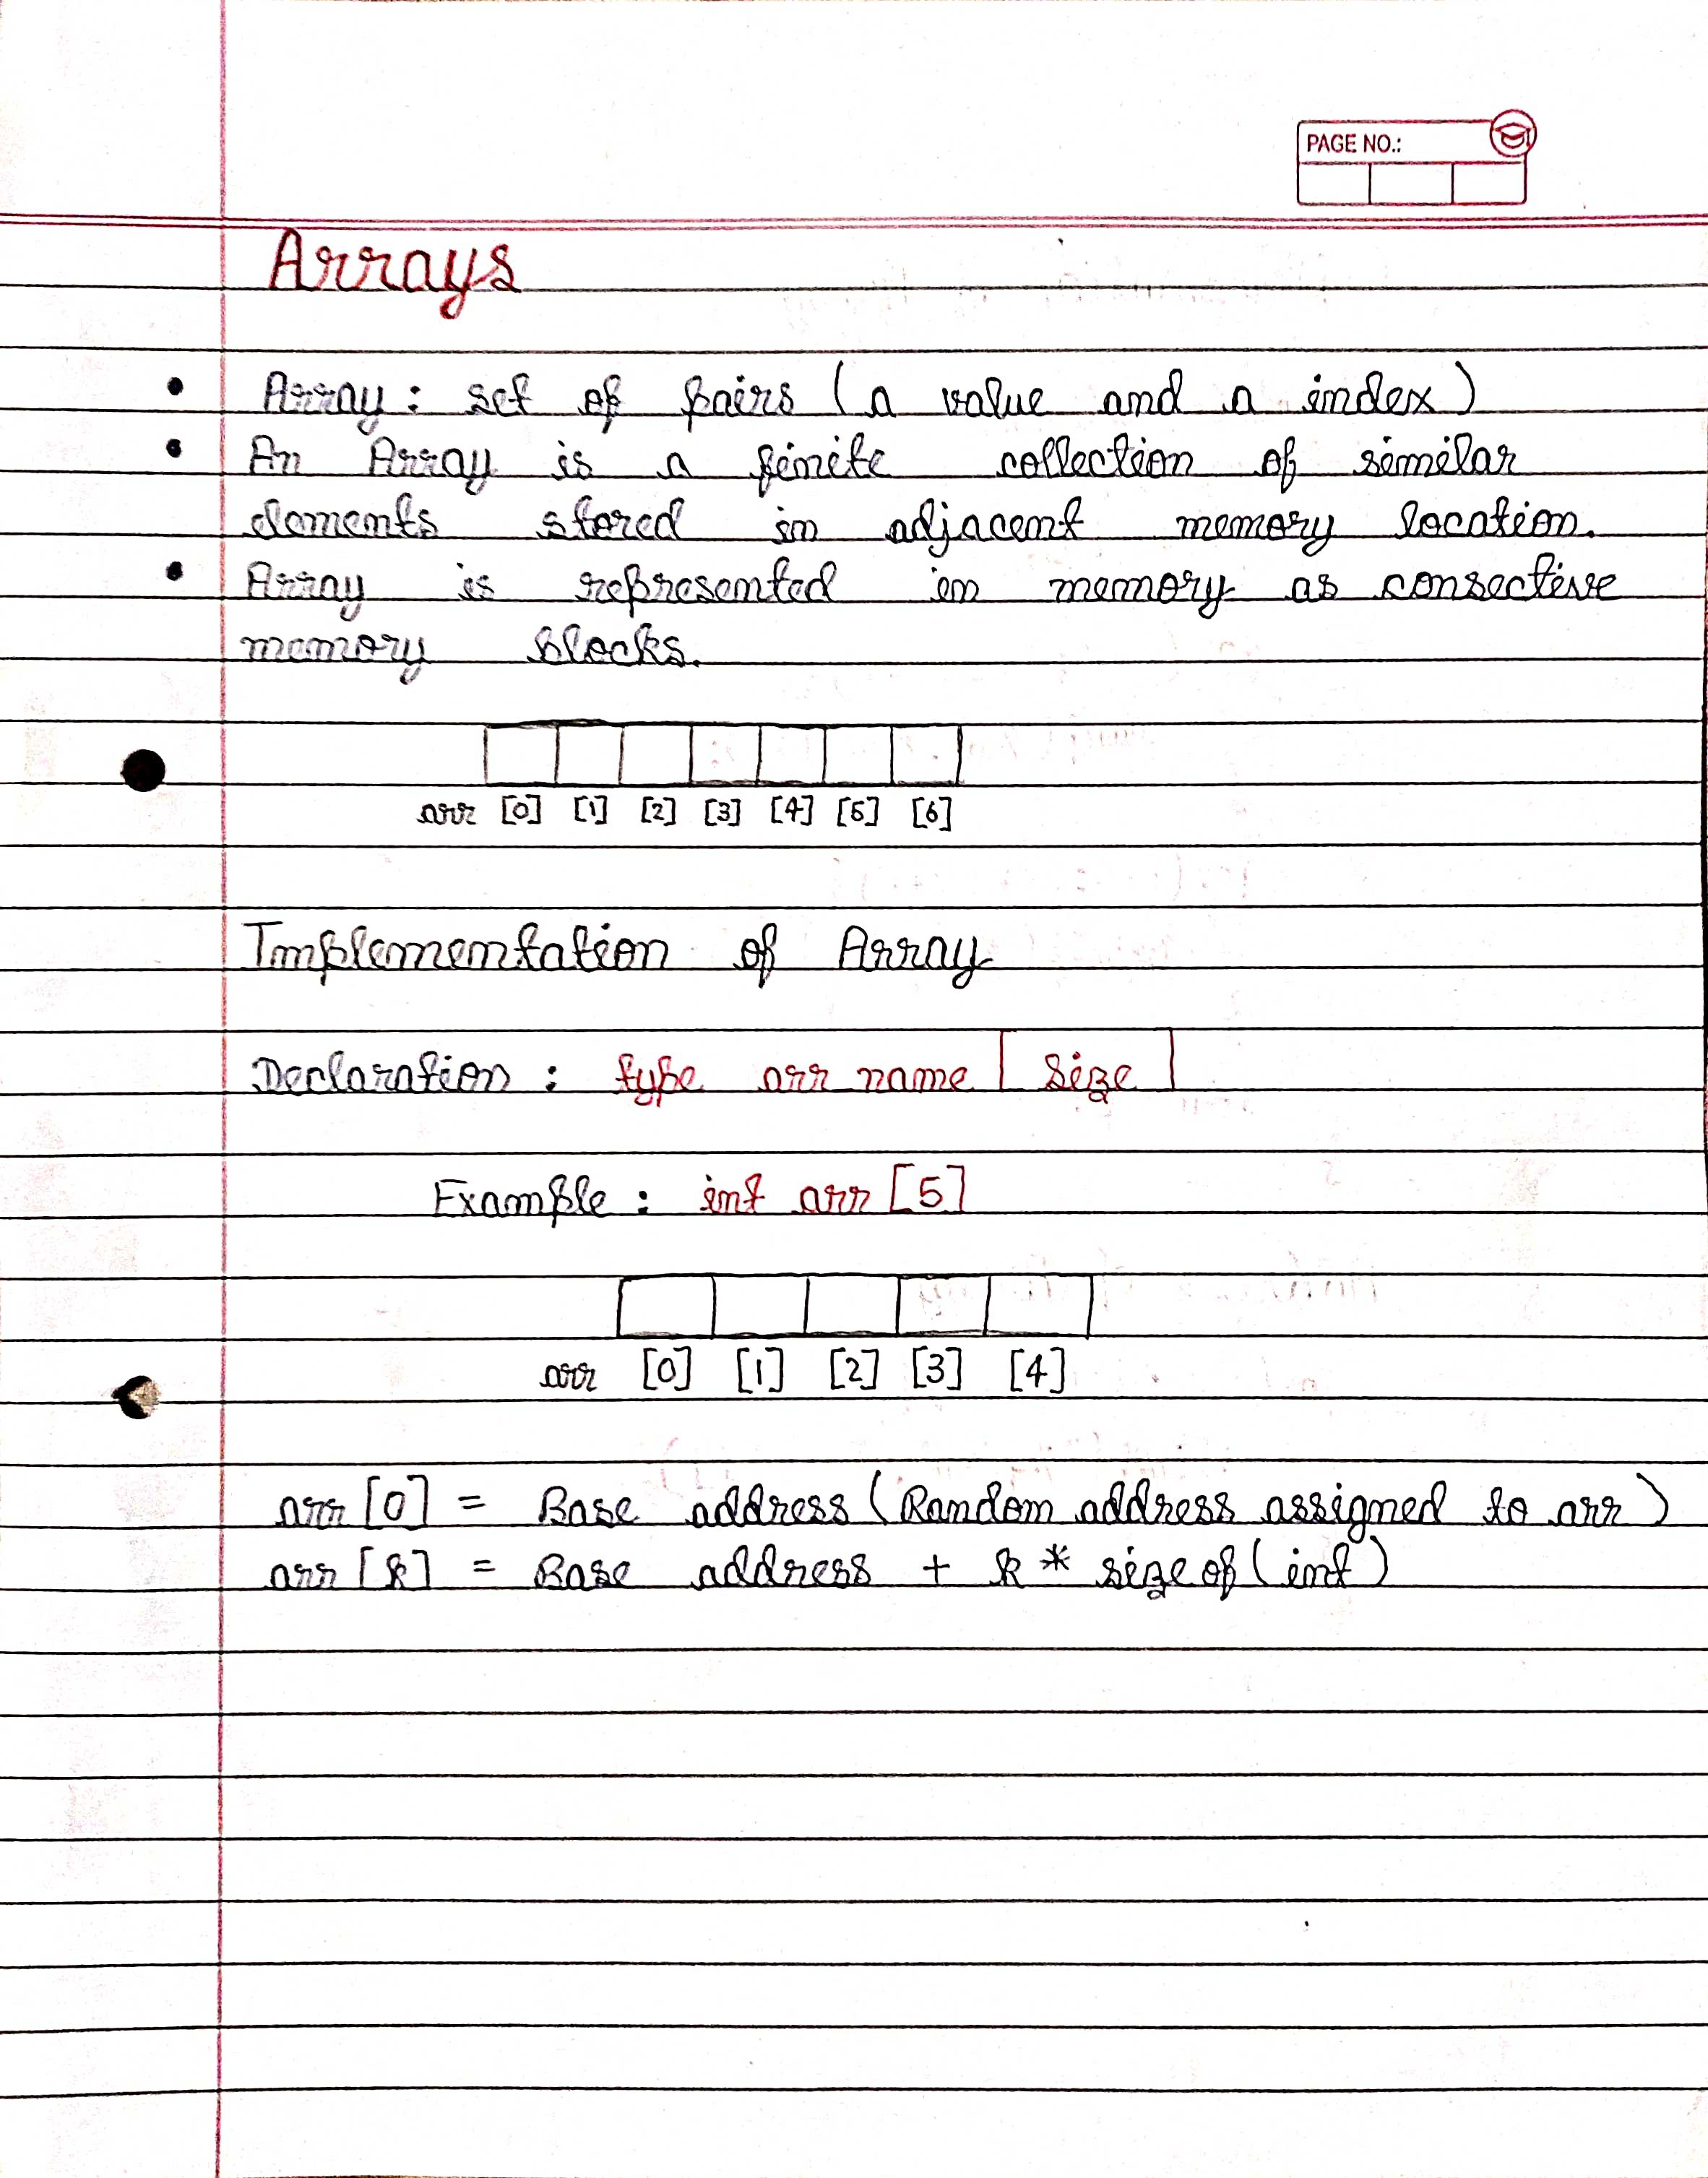 PAGE NO.:
Arrays
• Array : set of pairs ( a value and a index )
• An Array is a finite collection of similar
elements stored in adjacent memory location.
• Array is represented in memory as consective
memory blocks.
arr [0] [1] [2] [3] [4] [5] [6]
Implementation of Array
Declaration : type arr name [ size ]
Example : int arr [5]
arr [0] [1] [2] [3] [4]
arr [0] = Base address ( Random address assigned to arr )
arr [k] = Base address + k * size of ( int )